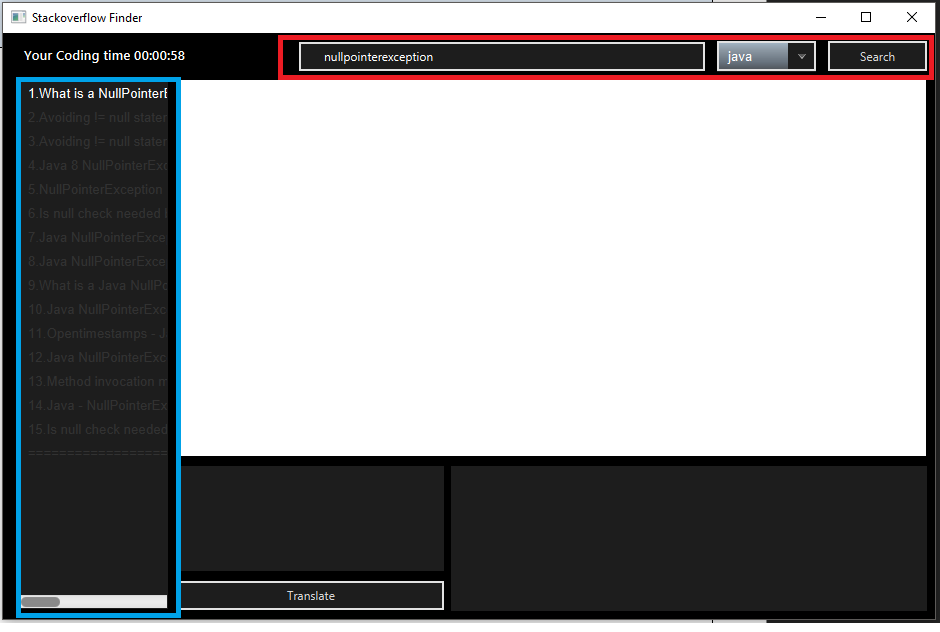 Stackoverflow Finder
Your Coding time 00:00:58
nullpointerexception
java
Search
1.What is a NullPointerE
2.Avoiding != null stater
3.Avoiding != null stater
4.Java 8 NullPointerExc
5.NullPointerException
6.Is null check needed
7.Java NullPointerExce
8.Java NullPointerExce
9.What is a Java NullPo
10.Java NullPointerExc
11.Opentimestamps - J
12.Java NullPointerExc
13.Method invocation m
14.Java - NullPointerEx
15.Is null check needed
==================
Translate